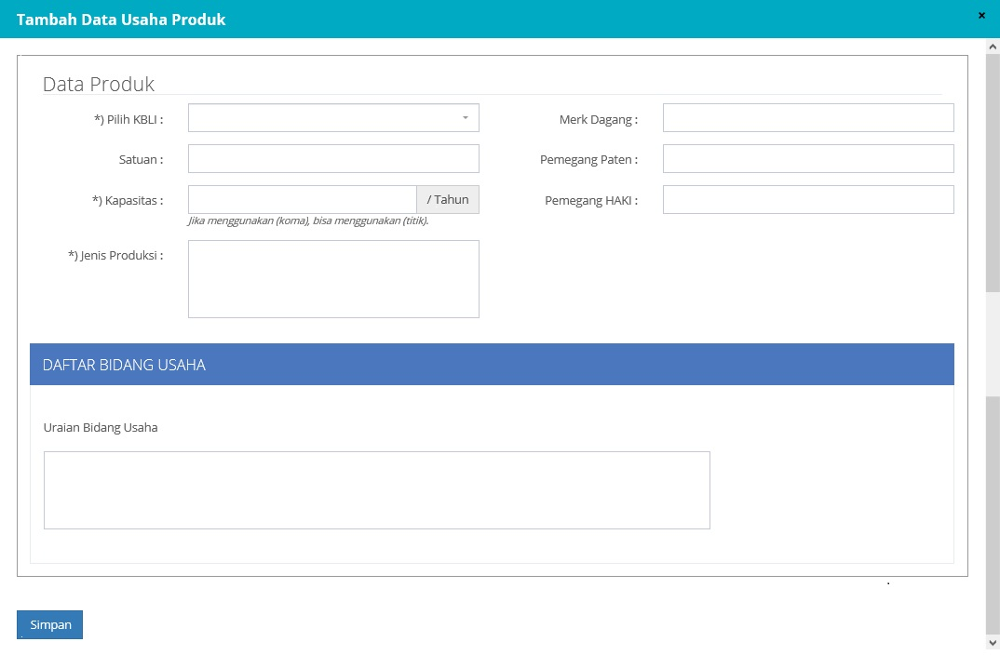 Tambah Data Usaha Produk
×
Data Produk
*) Pilih KBLI :
Merk Dagang :
Satuan :
Pemegang Paten :
*) Kapasitas :
/ Tahun
Pemegang HAKI :
Jika menggunakan (koma), bisa menggunakan (titik).
*) Jenis Produksi :
DAFTAR BIDANG USAHA
Uraian Bidang Usaha
.
Simpan